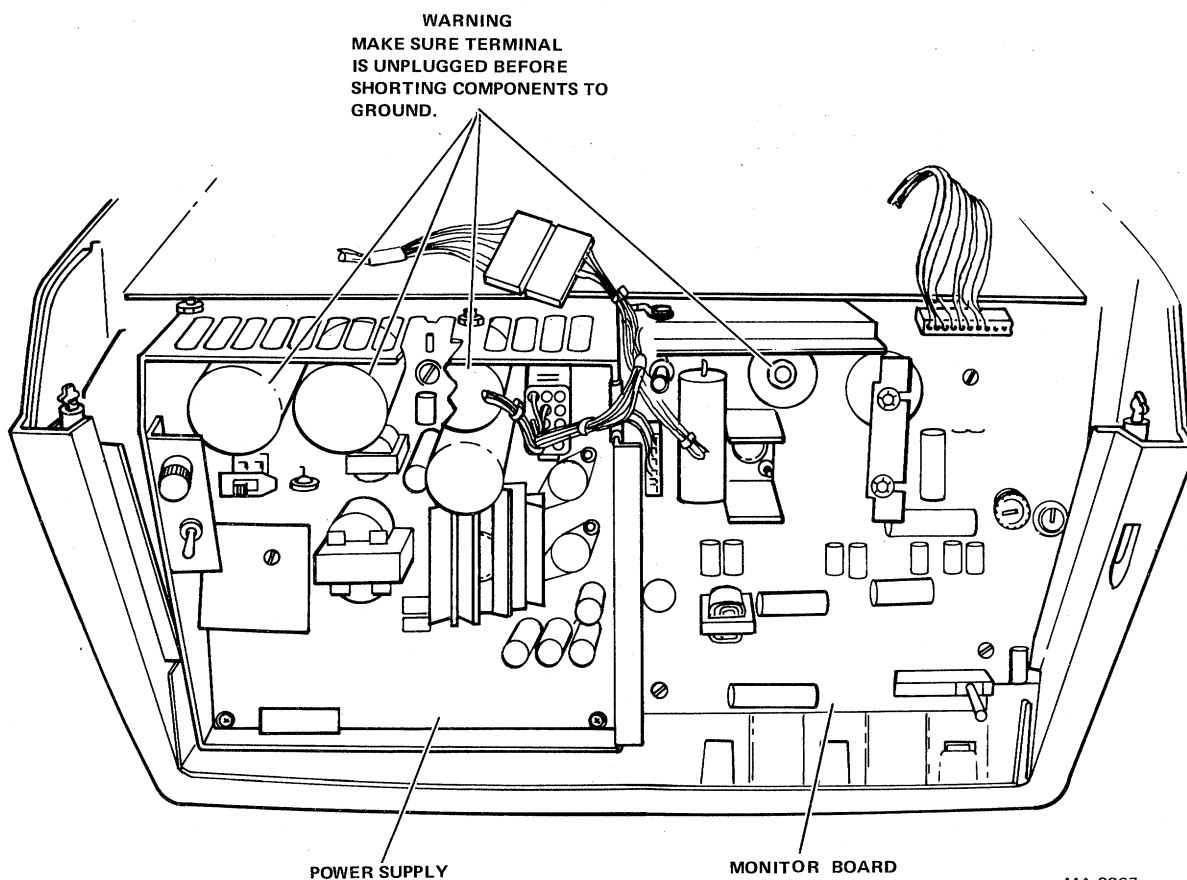 WARNING
MAKE SURE TERMINAL
IS UNPLUGGED BEFORE
SHORTING COMPONENTS TO
GROUND.
POWER SUPPLY
MONITOR BOARD